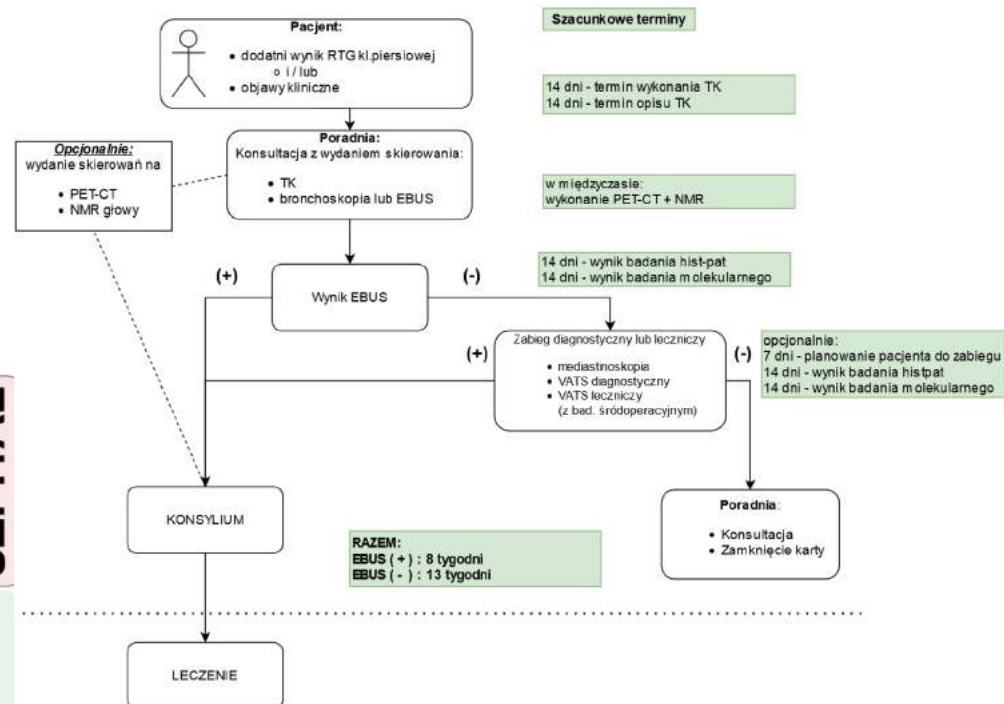 Pacjent:
dodatni wynik RTG kl.piersiowej
i / lub
objawy kliniczne
Szacunkowe terminy
14 dni - termin wykonania TK
14 dni - termin opisu TK
Opcjonalnie:
wydanie skierowań na
PET-CT
NMR głowy
Poradnia:
Konsultacja z wydaniem skierowania:
TK
bronchoskopia lub EBUS
w międzyczasie:
wykonanie PET-CT + NMR
(+)
Wynik EBUS
(-)
14 dni - wynik badania hist-pat
14 dni - wynik badania molekularnego
(+)
Zabieg diagnostyczny lub leczniczy
mediastinoskopia
VATS diagnostyczny
VATS leczniczy
(z bad. śródoperacyjnym)
(-)
opcjonalnie:
7 dni - planowanie pacjenta do zabiegu
14 dni - wynik badania histpat
14 dni - wynik badania molekularnego
KONSYLIUM
Poradnia:
Konsultacja
Zamknięcie karty
RAZEM:
EBUS ( + ) : 8 tygodni
EBUS ( - ) : 13 tygodni
LECZENIE